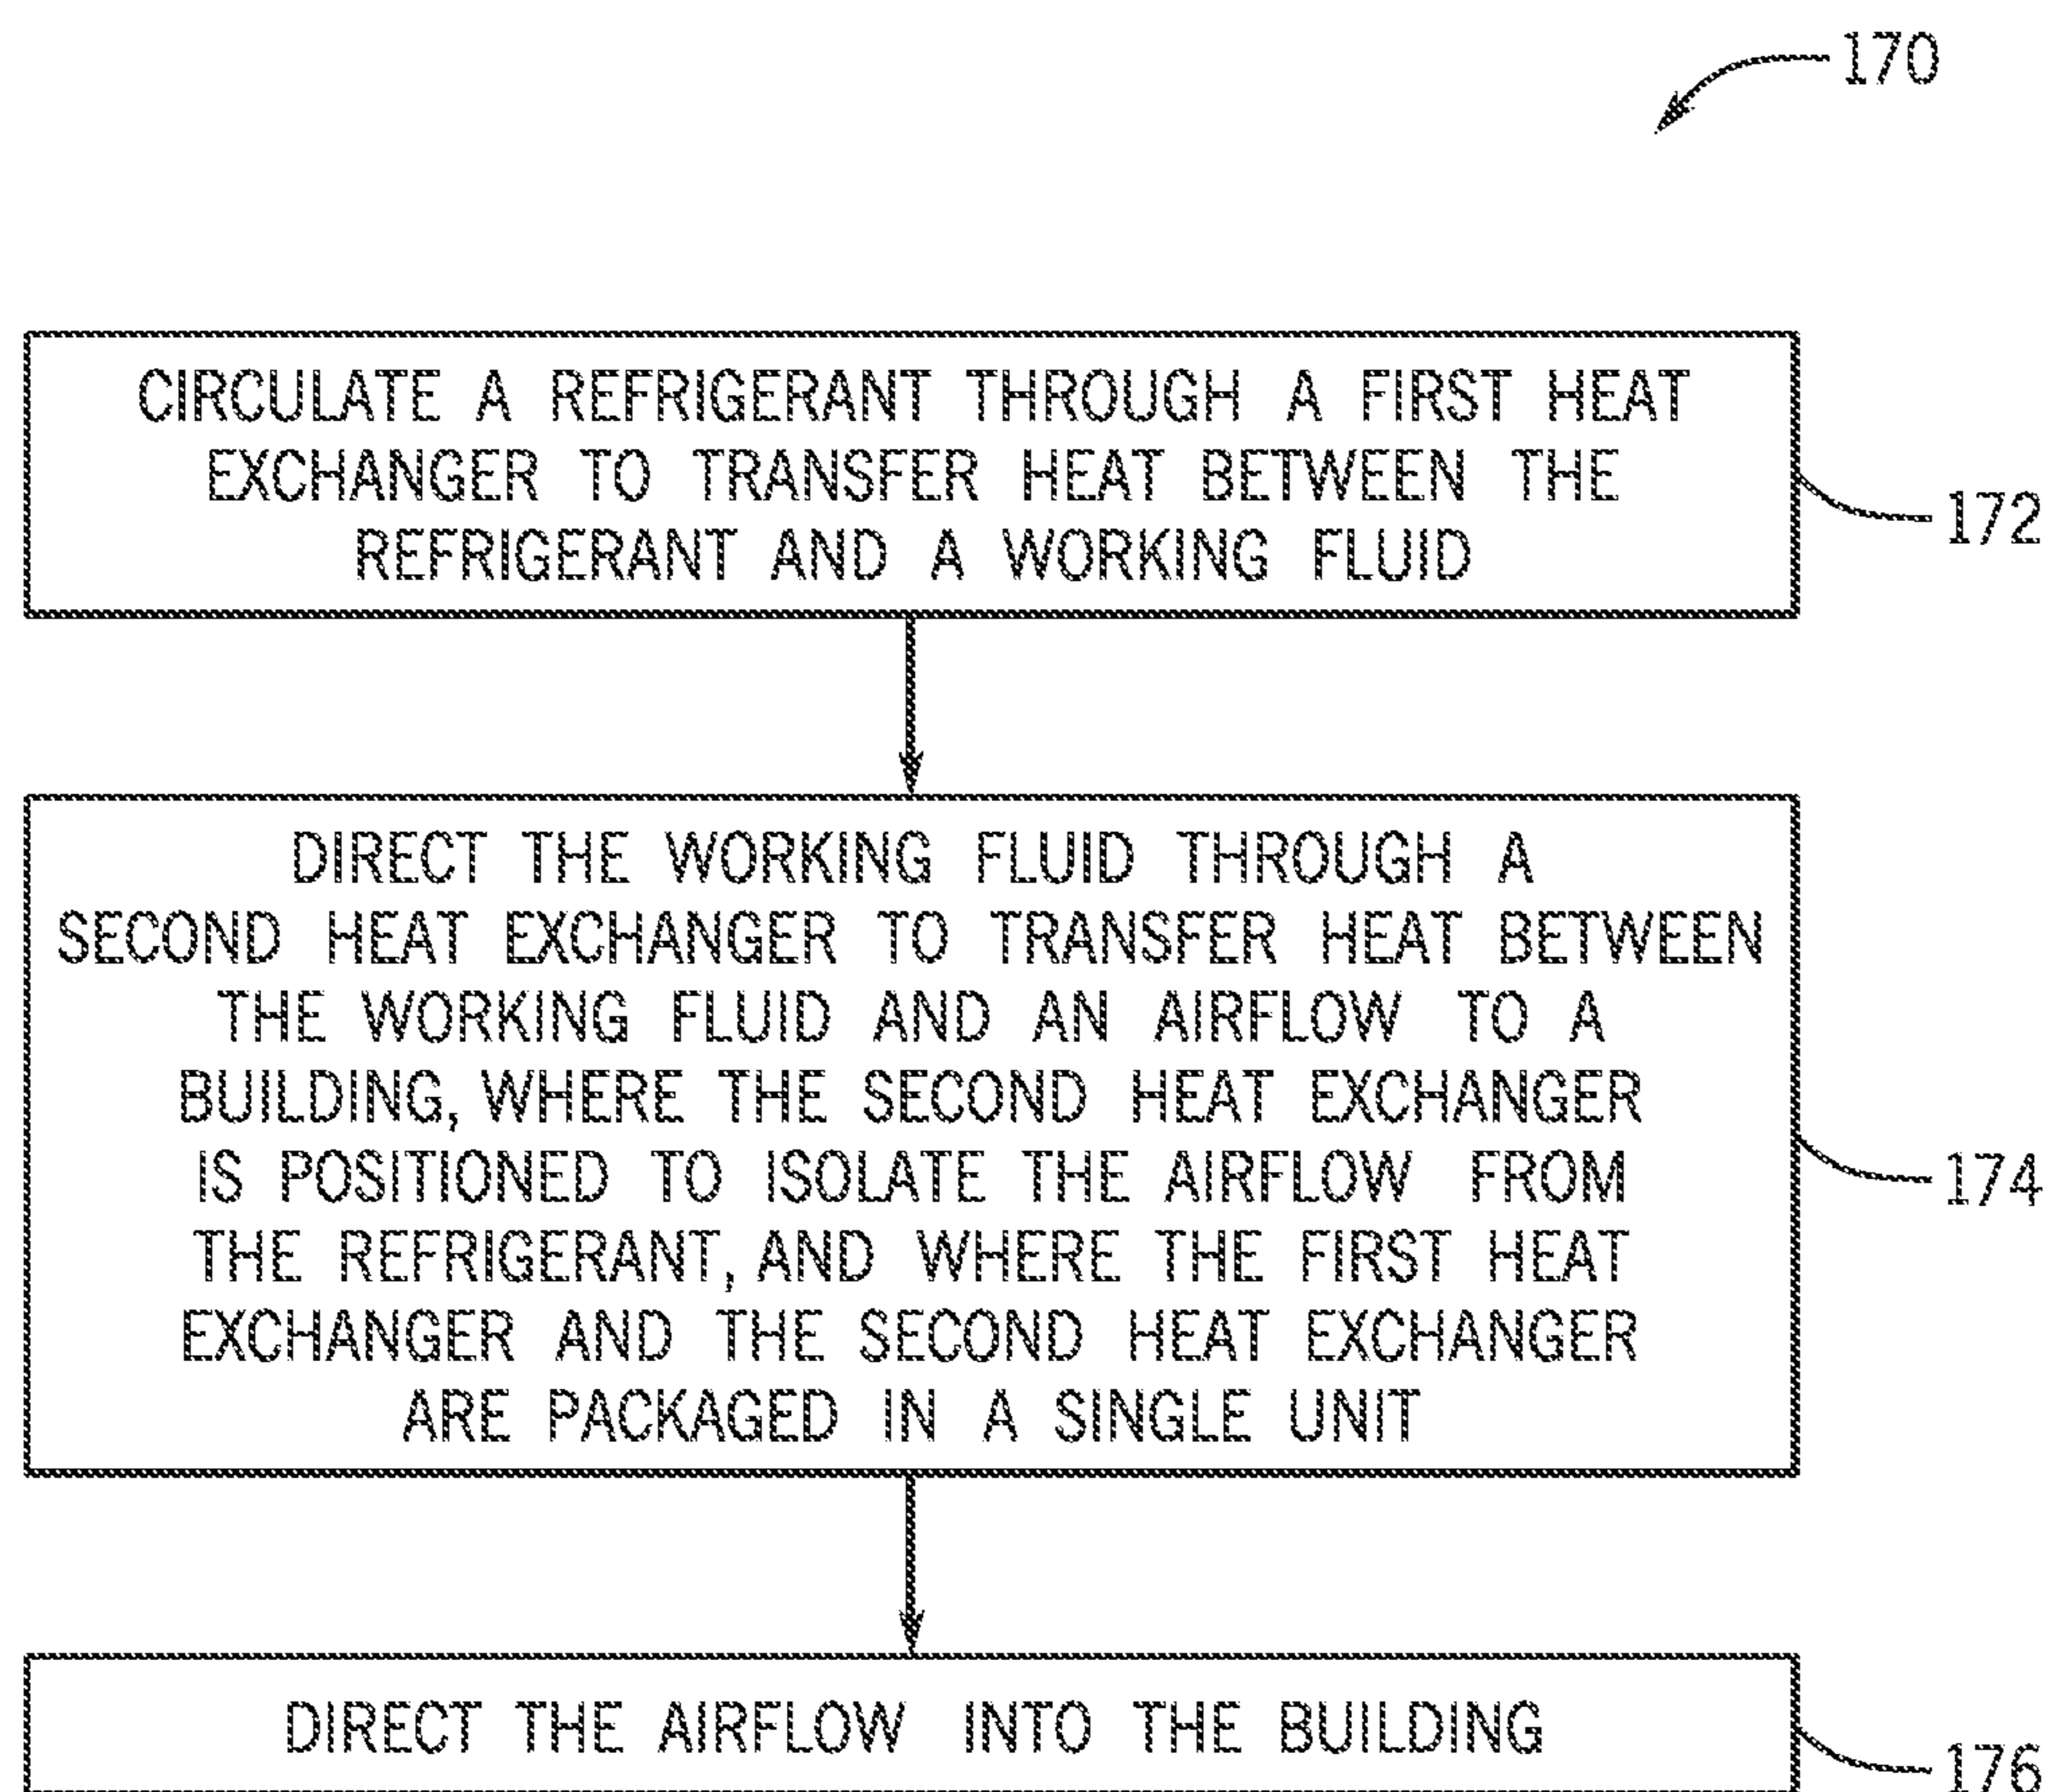 170
CIRCULATE A REFRIGERANT THROUGH A FIRST HEAT
EXCHANGER TO TRANSFER HEAT BETWEEN THE
REFRIGERANT AND A WORKING FLUID
172
DIRECT THE WORKING FLUID THROUGH A
SECOND HEAT EXCHANGER TO TRANSFER HEAT BETWEEN
THE WORKING FLUID AND AN AIRFLOW TO A
BUILDING, WHERE THE SECOND HEAT EXCHANGER
IS POSITIONED TO ISOLATE THE AIRFLOW FROM
THE REFRIGERANT, AND WHERE THE FIRST HEAT
EXCHANGER AND THE SECOND HEAT EXCHANGER
ARE PACKAGED IN A SINGLE UNIT
174
DIRECT THE AIRFLOW INTO THE BUILDING
176